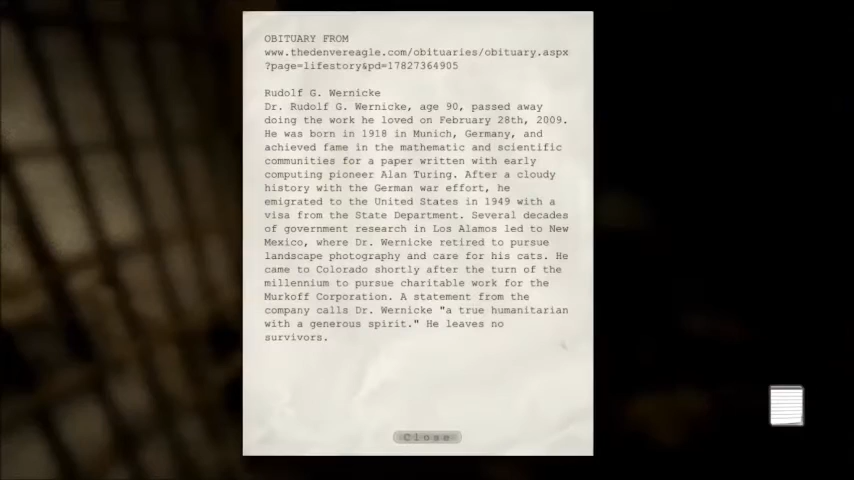 OBITUARY FROM
www.thedenvereagle.com/obituaries/obituary.aspx
?page=lifestory&pd=17827364905
Rudolf G. Wernicke
Dr. Rudolf G. Wernicke, age 90, passed away
doing the work he loved on February 28th, 2009.
He was born in 1918 in Munich, Germany, and
achieved fame in the mathematic and scientific
communities for a paper written with early
computing pioneer Alan Turing. After a cloudy
history with the German war effort, he
emigrated to the United States in 1949 with a
visa from the State Department. Several decades
of government research in Los Alamos led to New
Mexico, where Dr. Wernicke retired to pursue
landscape photography and care for his cats. He
came to Colorado shortly after the turn of the
millennium to pursue charitable work for the
Murkoff Corporation. A statement from the
company calls Dr. Wernicke "a true humanitarian
with a generous spirit." He leaves no
survivors.
Close